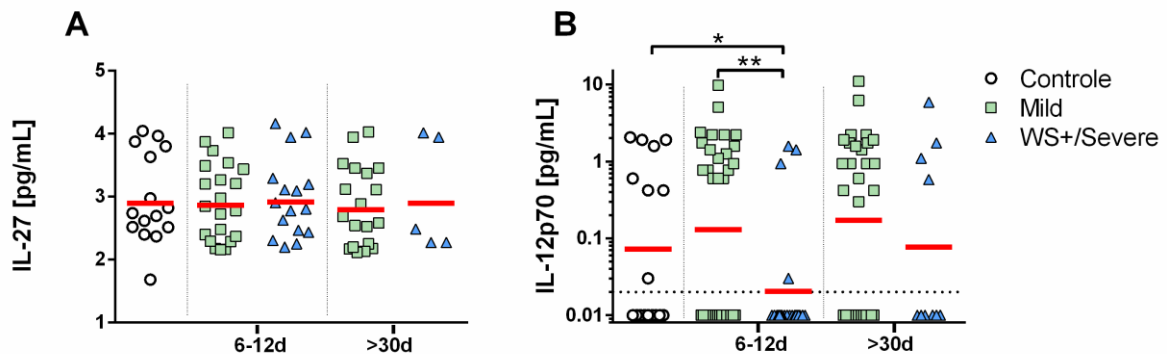 A
IL-27 [pg/mL]
5
4
3
2
1
6-12d
>30d
B
IL-12p70 [pg/mL]
10
1
0.1
0.01
*
**
6-12d
>30d
Controle
Mild
WS+/Severe